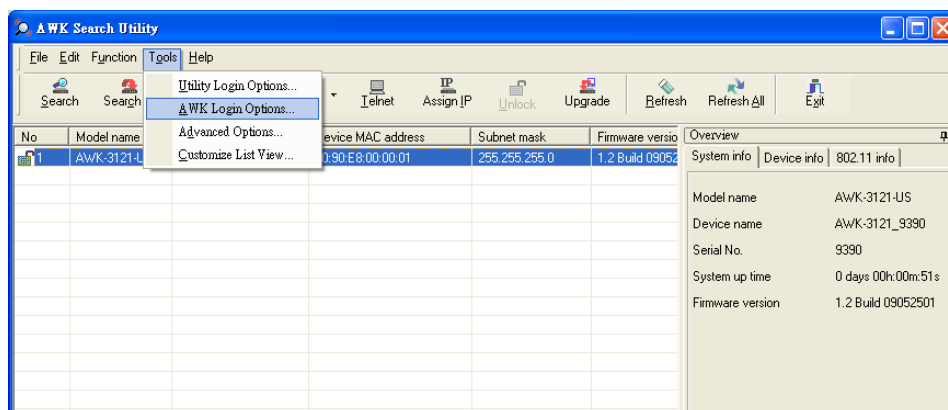 AWK Search Utility
File Edit Function Tools Help
Search Search Telnet Assign IP Unlock Upgrade Refresh Refresh All Exit
Utility Login Options...
AWK Login Options...
Advanced Options...
Customize List View...
No Model name evice MAC address Subnet mask Firmware versio
1 AWK-3121-U 0:90:E8:00:00:01 255.255.255.0 1.2 Build 09052
Overview
System info Device info 802.11 info
Model name AWK-3121-US
Device name AWK-3121_9390
Serial No. 9390
System up time 0 days 00h:00m:51s
Firmware version 1.2 Build 09052501